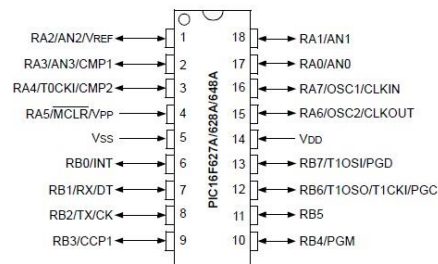 RA2/AN2/VREF 1 18 RA1/AN1
RA3/AN3/CMP1 2 17 RA0/AN0
RA4/T0CKI/CMP2 3 16 RA7/OSC1/CLKIN
RA5/MCLR/VPP 4 15 RA6/OSC2/CLKOUT
VSS 5 14 VDD
RB0/INT 6 13 RB7/T1OSI/PGD
RB1/RX/DT 7 12 RB6/T1OSO/T1CKI/PGC
RB2/TX/CK 8 11 RB5
RB3/CCP1 9 10 RB4/PGM
PIC16F627A/628A/648A